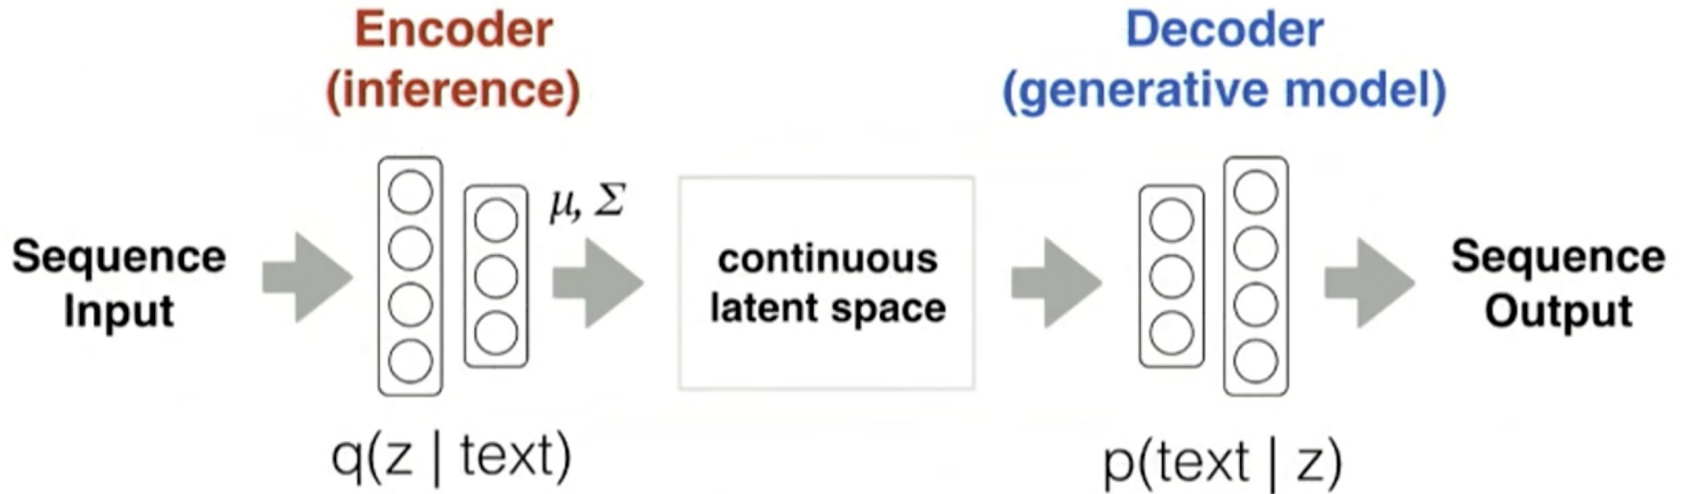 Encoder
(inference)
Decoder
(generative model)
μ, Σ
Sequence
Input
continuous
latent space
Sequence
Output
q(z | text)
p(text | z)